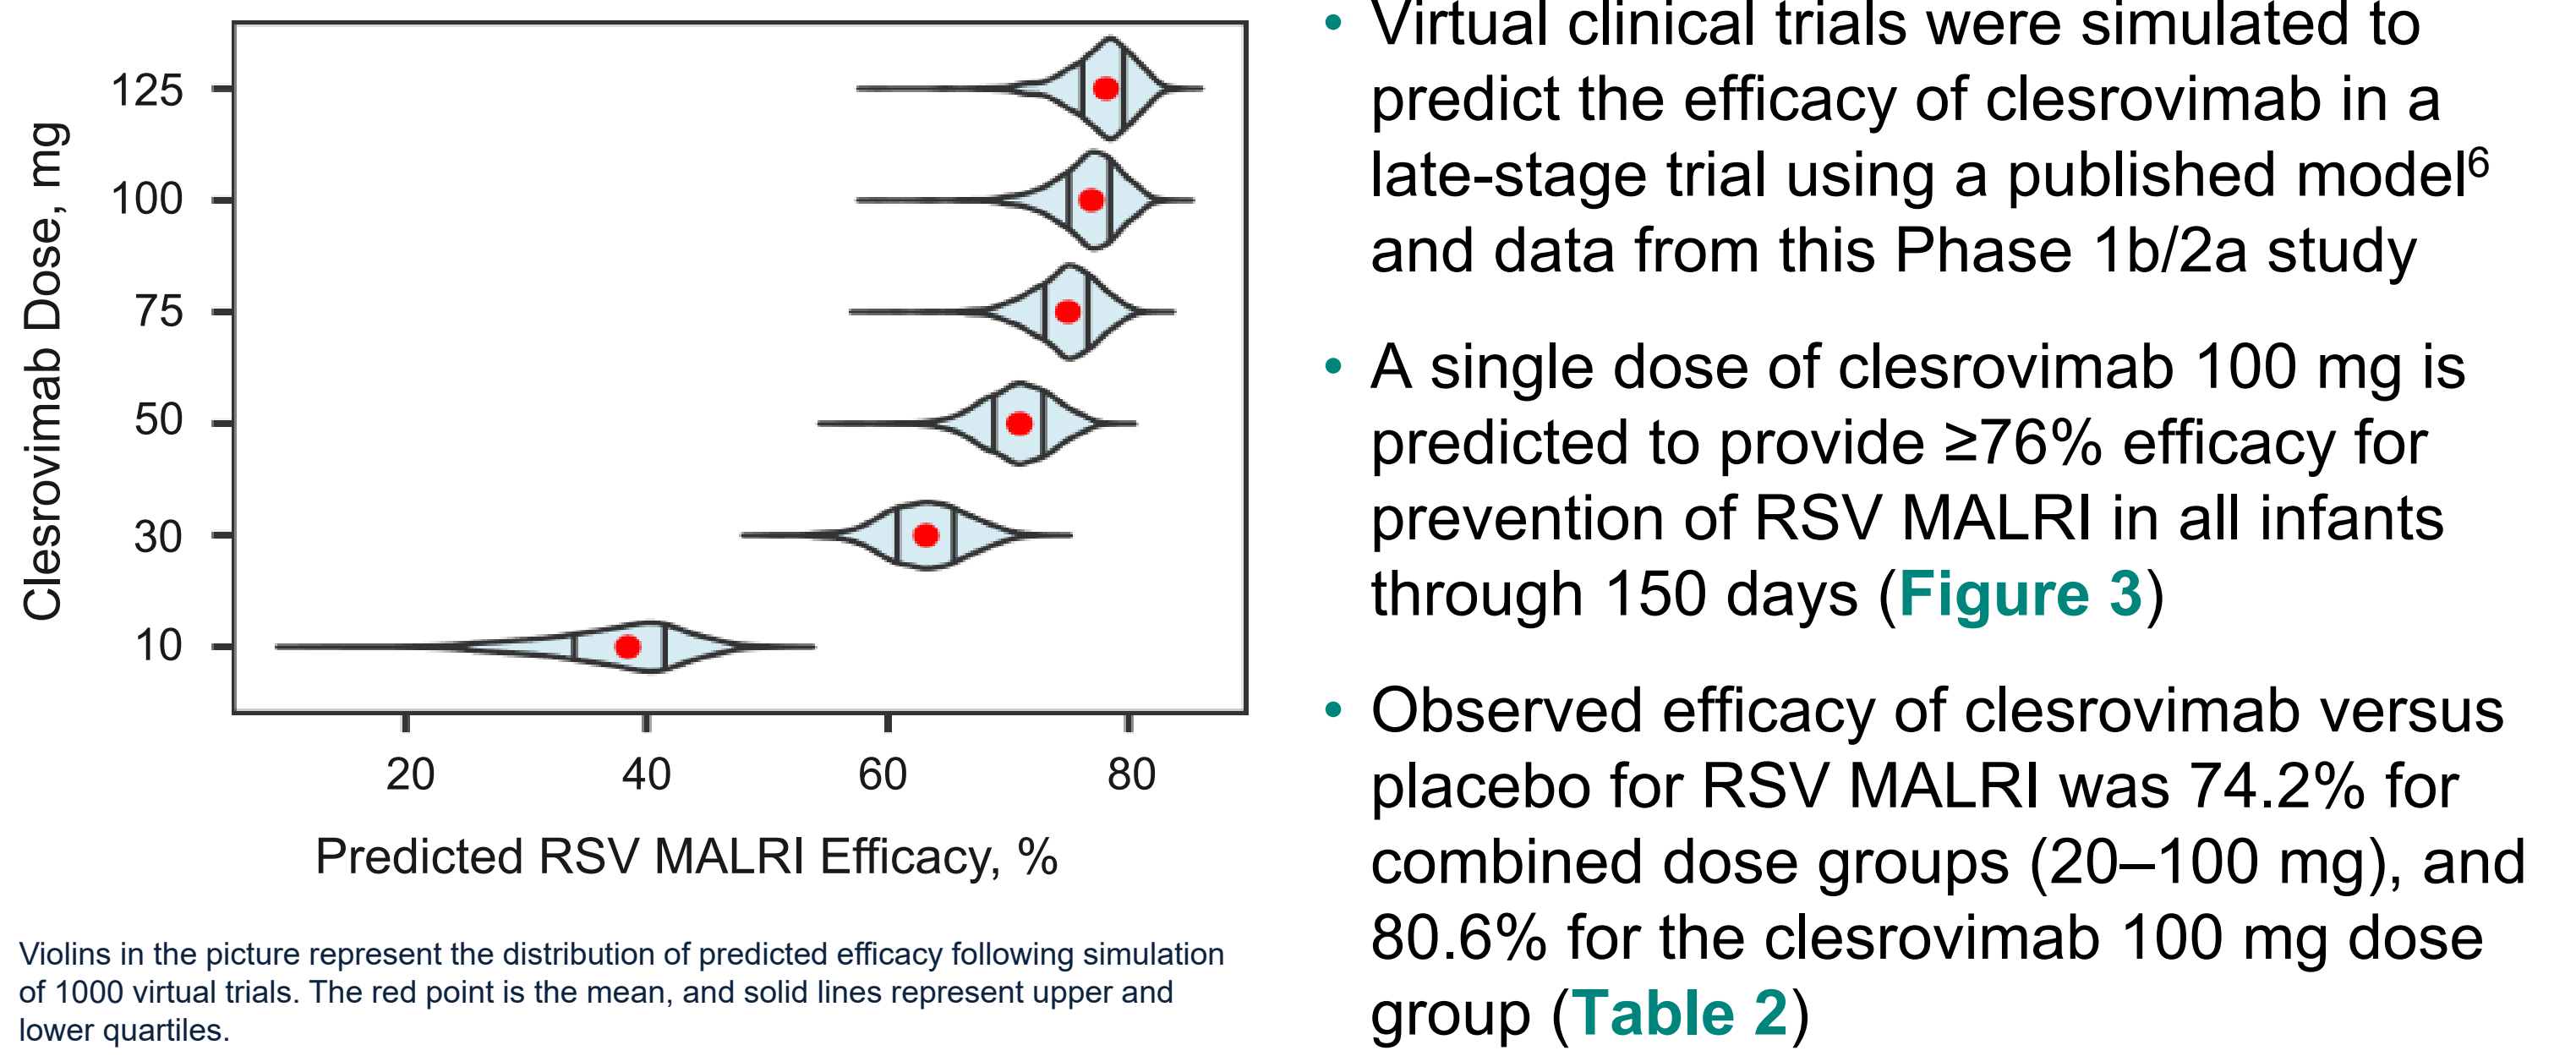 125
100
75
50
30
10
Clesrovimab Dose, mg
20 40 60 80
Predicted RSV MALRI Efficacy, %
Violins in the picture represent the distribution of predicted efficacy following simulation
of 1000 virtual trials. The red point is the mean, and solid lines represent upper and
lower quartiles.
• Virtual clinical trials were simulated to
predict the efficacy of clesrovimab in a
late-stage trial using a published model⁶
and data from this Phase 1b/2a study
• A single dose of clesrovimab 100 mg is
predicted to provide ≥76% efficacy for
prevention of RSV MALRI in all infants
through 150 days (Figure 3)
• Observed efficacy of clesrovimab versus
placebo for RSV MALRI was 74.2% for
combined dose groups (20–100 mg), and
80.6% for the clesrovimab 100 mg dose
group (Table 2)